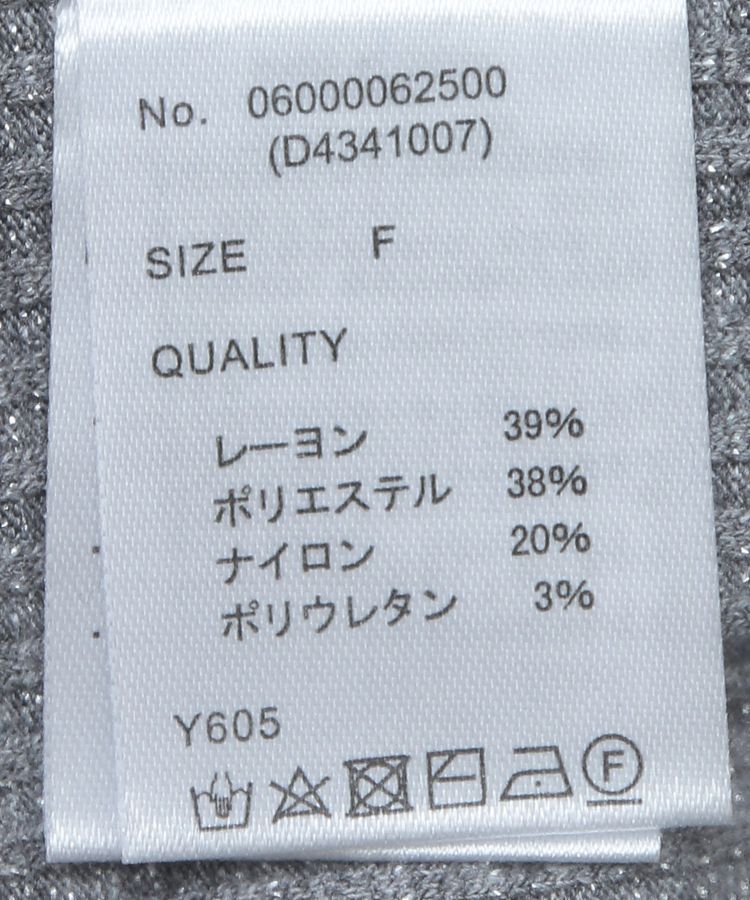 No. 06000062500
(D4341007)
SIZE F
QUALITY
レーヨン 39%
ポリエステル 38%
ナイロン 20%
ポリウレタン 3%
Y605
F